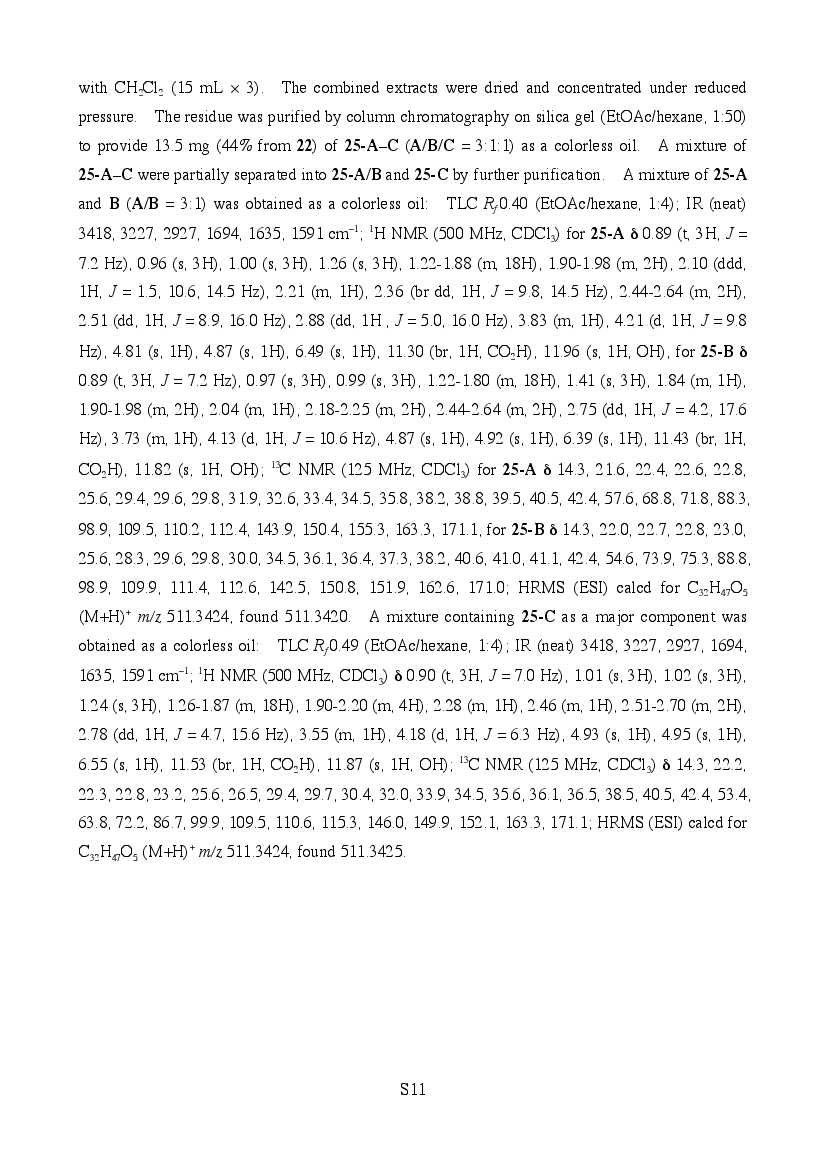 with CH₂Cl₂ (15 mL × 3). The combined extracts were dried and concentrated under reduced
pressure. The residue was purified by column chromatography on silica gel (EtOAc/hexane, 1:50)
to provide 13.5 mg (44% from 22) of 25-A–C (A/B/C = 3:1:1) as a colorless oil. A mixture of
25-A–C were partially separated into 25-A/B and 25-C by further purification. A mixture of 25-A
and B (A/B = 3:1) was obtained as a colorless oil: TLC Rf 0.40 (EtOAc/hexane, 1:4); IR (neat)
3418, 3227, 2927, 1694, 1635, 1591 cm⁻¹; ¹H NMR (500 MHz, CDCl₃) for 25-A δ 0.89 (t, 3H, J =
7.2 Hz), 0.96 (s, 3H), 1.00 (s, 3H), 1.26 (s, 3H), 1.22-1.88 (m, 18H), 1.90-1.98 (m, 2H), 2.10 (ddd,
1H, J = 1.5, 10.6, 14.5 Hz), 2.21 (m, 1H), 2.36 (br dd, 1H, J = 9.8, 14.5 Hz), 2.44-2.64 (m, 2H),
2.51 (dd, 1H, J = 8.9, 16.0 Hz), 2.88 (dd, 1H , J = 5.0, 16.0 Hz), 3.83 (m, 1H), 4.21 (d, 1H, J = 9.8
Hz), 4.81 (s, 1H), 4.87 (s, 1H), 6.49 (s, 1H), 11.30 (br, 1H, CO₂H), 11.96 (s, 1H, OH), for 25-B δ
0.89 (t, 3H, J = 7.2 Hz), 0.97 (s, 3H), 0.99 (s, 3H), 1.22-1.80 (m, 18H), 1.41 (s, 3H), 1.84 (m, 1H),
1.90-1.98 (m, 2H), 2.04 (m, 1H), 2.18-2.25 (m, 2H), 2.44-2.64 (m, 2H), 2.75 (dd, 1H, J = 4.2, 17.6
Hz), 3.73 (m, 1H), 4.13 (d, 1H, J = 10.6 Hz), 4.87 (s, 1H), 4.92 (s, 1H), 6.39 (s, 1H), 11.43 (br, 1H,
CO₂H), 11.82 (s, 1H, OH); ¹³C NMR (125 MHz, CDCl₃) for 25-A δ 14.3, 21.6, 22.4, 22.6, 22.8,
25.6, 29.4, 29.6, 29.8, 31.9, 32.6, 33.4, 34.5, 35.8, 38.2, 38.8, 39.5, 40.5, 42.4, 57.6, 68.8, 71.8, 88.3,
98.9, 109.5, 110.2, 112.4, 143.9, 150.4, 155.3, 163.3, 171.1, for 25-B δ 14.3, 22.0, 22.7, 22.8, 23.0,
25.6, 28.3, 29.6, 29.8, 30.0, 34.5, 36.1, 36.4, 37.3, 38.2, 40.6, 41.0, 41.1, 42.4, 54.6, 73.9, 75.3, 88.8,
98.9, 109.9, 111.4, 112.6, 142.5, 150.8, 151.9, 162.6, 171.0; HRMS (ESI) calcd for C₃₂H₄₇O₅
(M+H)⁺ m/z 511.3424, found 511.3420. A mixture containing 25-C as a major component was
obtained as a colorless oil: TLC Rf 0.49 (EtOAc/hexane, 1:4); IR (neat) 3418, 3227, 2927, 1694,
1635, 1591 cm⁻¹; ¹H NMR (500 MHz, CDCl₃) δ 0.90 (t, 3H, J = 7.0 Hz), 1.01 (s, 3H), 1.02 (s, 3H),
1.24 (s, 3H), 1.26-1.87 (m, 18H), 1.90-2.20 (m, 4H), 2.28 (m, 1H), 2.46 (m, 1H), 2.51-2.70 (m, 2H),
2.78 (dd, 1H, J = 4.7, 15.6 Hz), 3.55 (m, 1H), 4.18 (d, 1H, J = 6.3 Hz), 4.93 (s, 1H), 4.95 (s, 1H),
6.55 (s, 1H), 11.53 (br, 1H, CO₂H), 11.87 (s, 1H, OH); ¹³C NMR (125 MHz, CDCl₃) δ 14.3, 22.2,
22.3, 22.8, 23.2, 25.6, 26.5, 29.4, 29.7, 30.4, 32.0, 33.9, 34.5, 35.6, 36.1, 36.5, 38.5, 40.5, 42.4, 53.4,
63.8, 72.2, 86.7, 99.9, 109.5, 110.6, 115.3, 146.0, 149.9, 152.1, 163.3, 171.1; HRMS (ESI) calcd for
C₃₂H₄₇O₅ (M+H)⁺ m/z 511.3424, found 511.3425.
S11